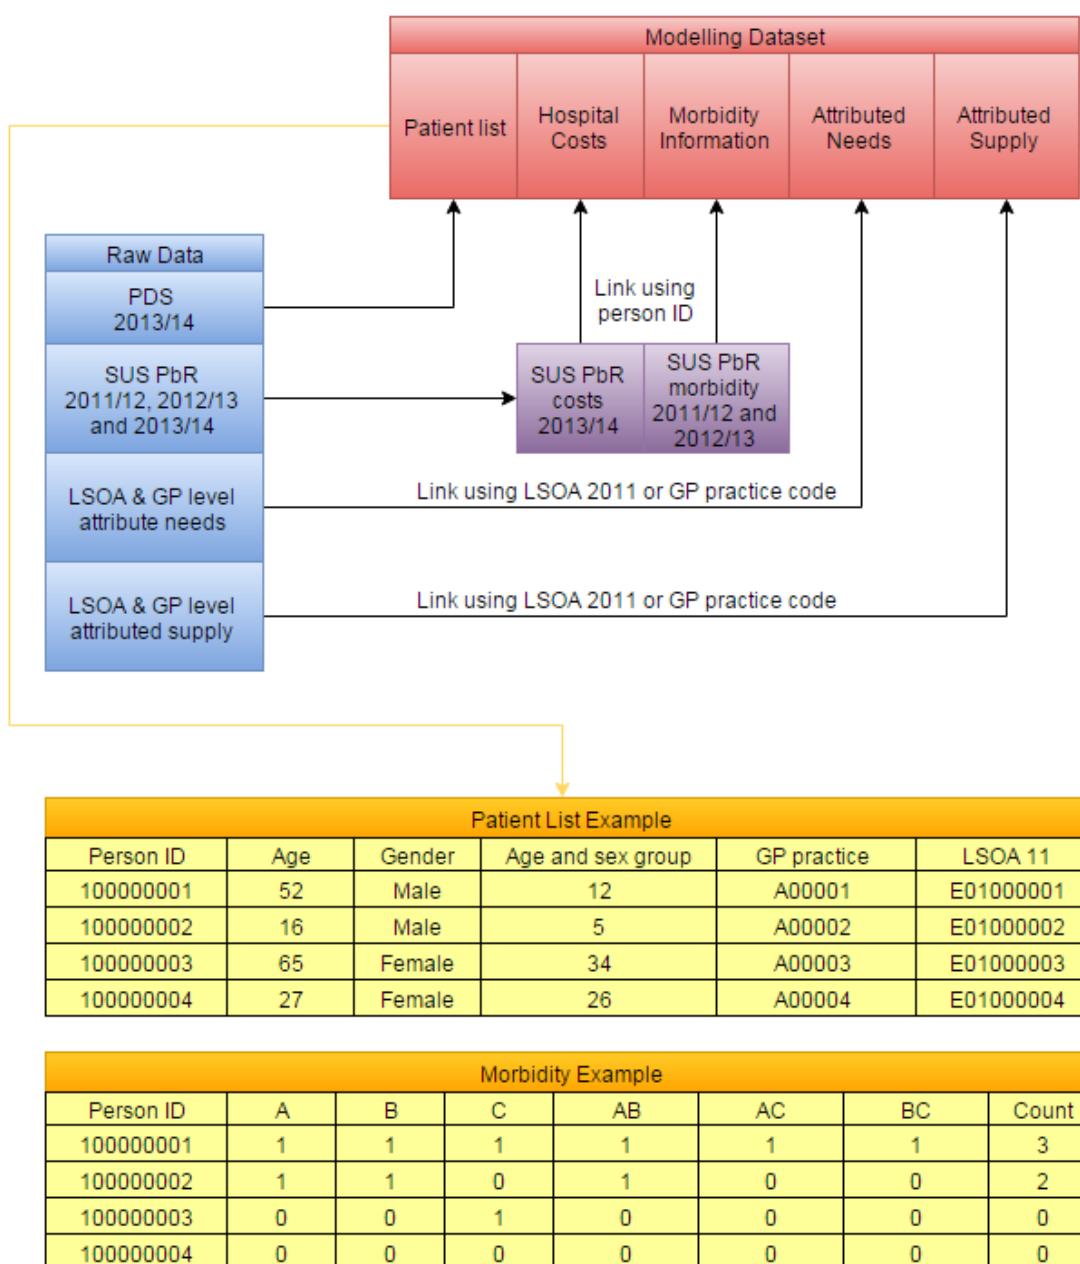 Modelling Dataset
Patient list
Hospital
Costs
Morbidity
Information
Attributed
Needs
Attributed
Supply
Raw Data
PDS
2013/14
SUS PbR
2011/12, 2012/13
and 2013/14
LSOA & GP level
attribute needs
LSOA & GP level
attributed supply
Link using
person ID
SUS PbR
costs
2013/14
SUS PbR
morbidity
2011/12 and
2012/13
Link using LSOA 2011 or GP practice code
Link using LSOA 2011 or GP practice code
Patient List Example
Person ID Age Gender Age and sex group GP practice LSOA 11
100000001 52 Male 12 A00001 E01000001
100000002 16 Male 5 A00002 E01000002
100000003 65 Female 34 A00003 E01000003
100000004 27 Female 26 A00004 E01000004
Morbidity Example
Person ID A B C AB AC BC Count
100000001 1 1 1 1 1 1 3
100000002 1 1 0 1 0 0 2
100000003 0 0 1 0 0 0 0
100000004 0 0 0 0 0 0 0